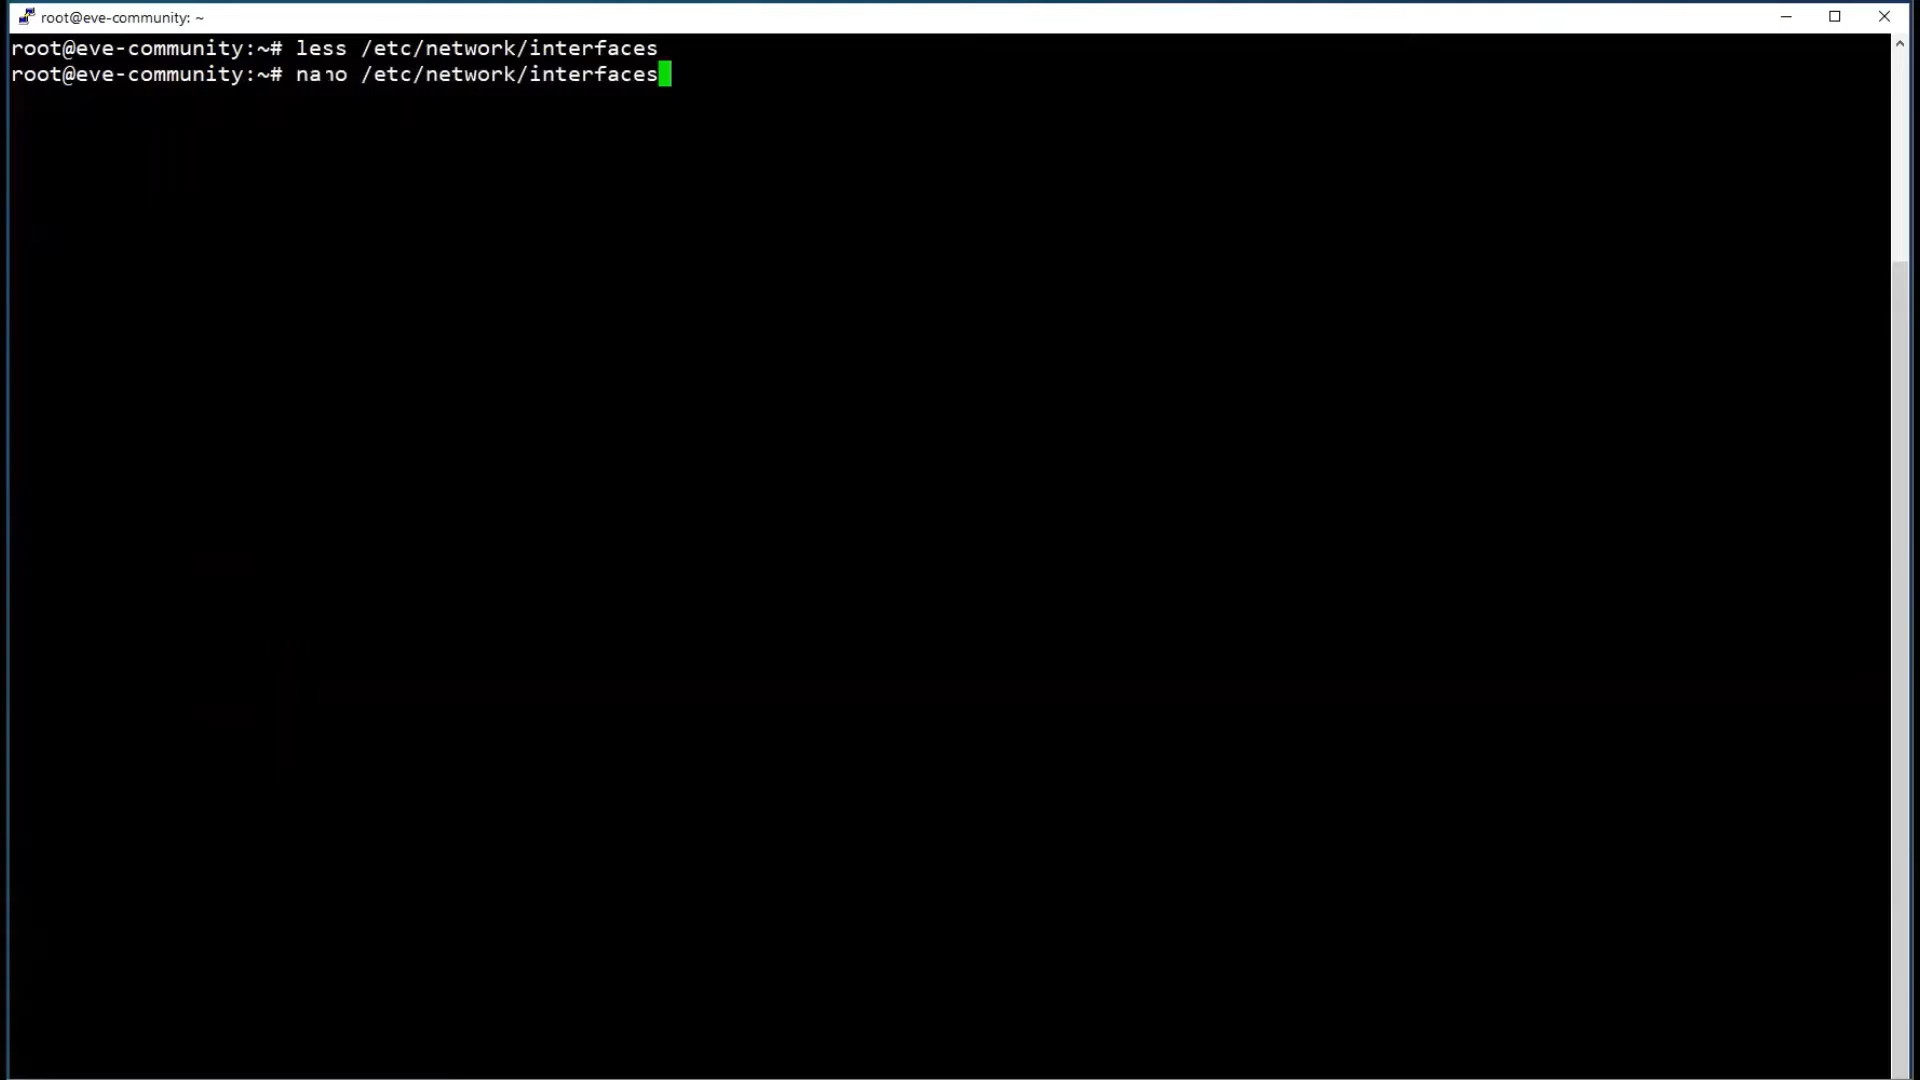 root@eve-community: ~
root@eve-community:~# less /etc/network/interfaces
root@eve-community:~# nano /etc/network/interfaces